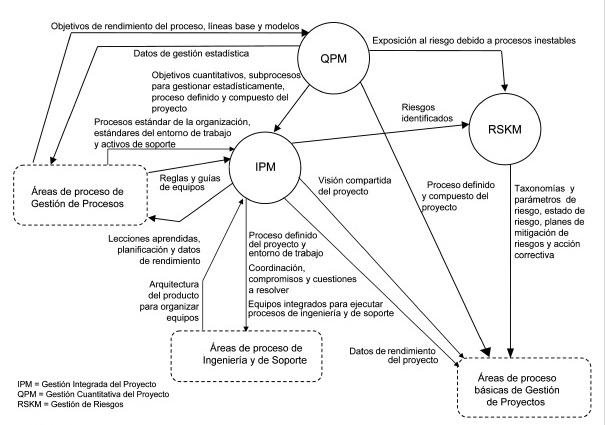 Objetivos de rendimiento del proceso, líneas base y modelos
Datos de gestión estadística
QPM
Exposición al riesgo debido a procesos inestables
Objetivos cuantitativos, subprocesos
para gestionar estadísticamente,
proceso definido y compuesto del
proyecto
Riesgos
identificados
RSKM
Procesos estándar de la organización,
estándares del entorno de trabajo
y activos de soporte
IPM
Áreas de proceso de
Gestión de Procesos
Reglas y guías
de equipos
Visión compartida
del proyecto
Proceso definido
y compuesto del
proyecto
Taxonomías y
parámetros de
riesgo, estado de
riesgo, planes de
mitigación de
riesgos y acción
correctiva
Lecciones aprendidas,
planificación y datos
de rendimiento
Proceso definido
del proyecto y
entorno de trabajo
Coordinación,
compromisos y cuestiones
a resolver
Equipos integrados para ejecutar
procesos de ingeniería y de soporte
Arquitectura
del producto
para organizar
equipos
Áreas de proceso de
Ingeniería y de Soporte
Datos de rendimiento
del proyecto
Áreas de proceso
básicas de Gestión
de Proyectos
IPM = Gestión Integrada del Proyecto
QPM = Gestión Cuantitativa del Proyecto
RSKM = Gestión de Riesgos